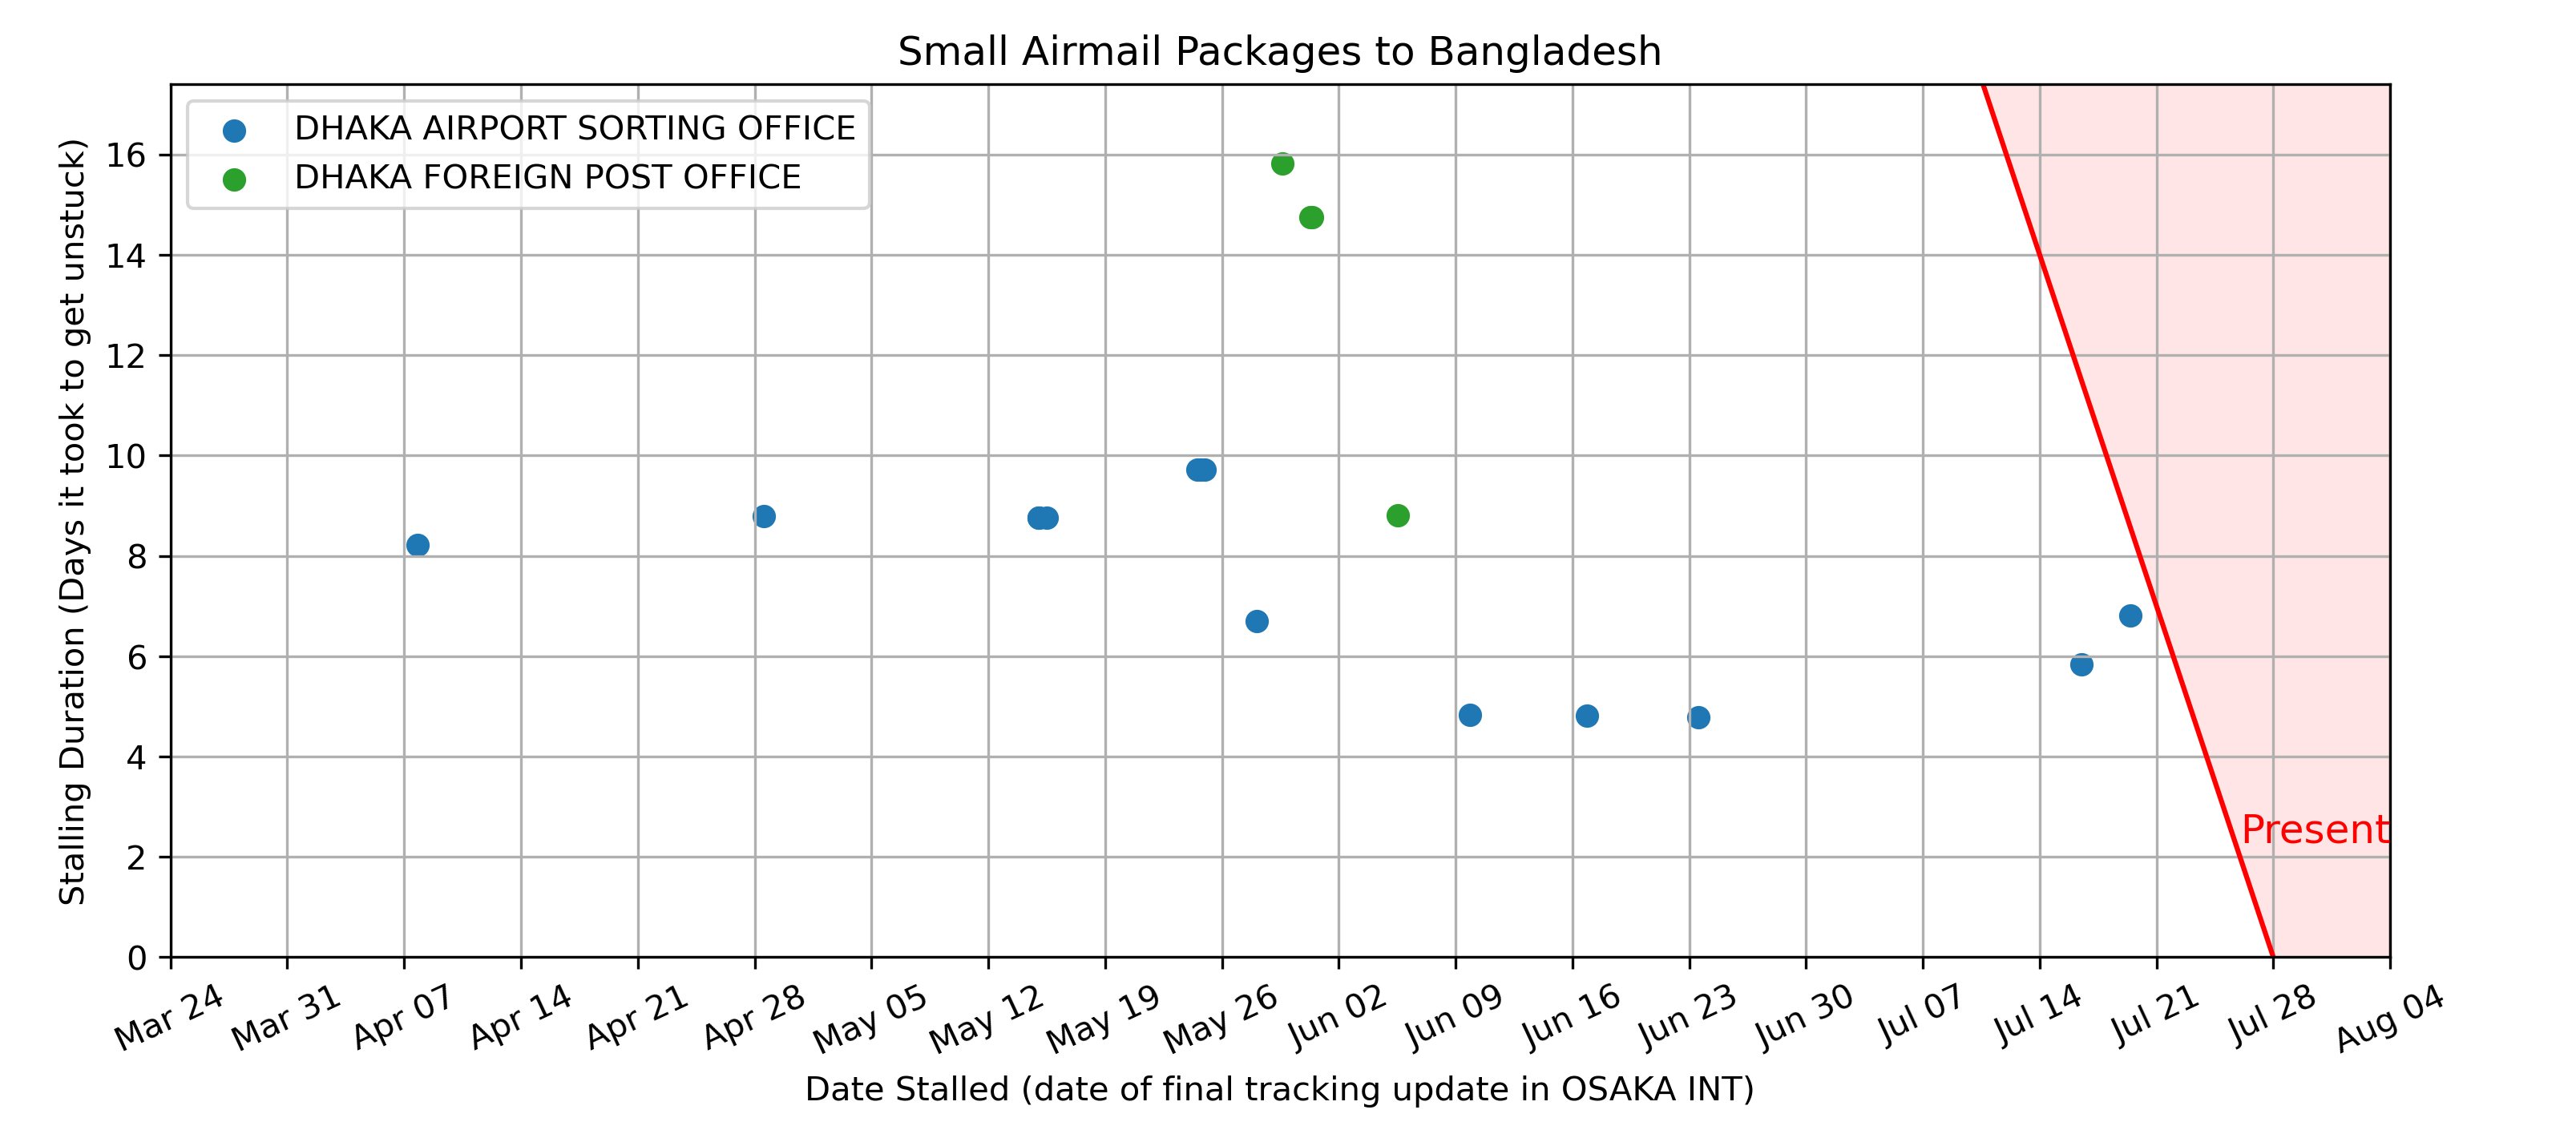 Small Airmail Packages to Bangladesh
DHAKA AIRPORT SORTING OFFICE
DHAKA FOREIGN POST OFFICE
Stalling Duration (Days it took to get unstuck)
16
14
12
10
8
6
4
2
0
Present
Mar 24 Mar 31 Apr 07 Apr 14 Apr 21 Apr 28 May 05 May 12 May 19 May 26 Jun 02 Jun 09 Jun 16 Jun 23 Jun 30 Jul 07 Jul 14 Jul 21 Jul 28 Aug 04
Date Stalled (date of final tracking update in OSAKA INT)